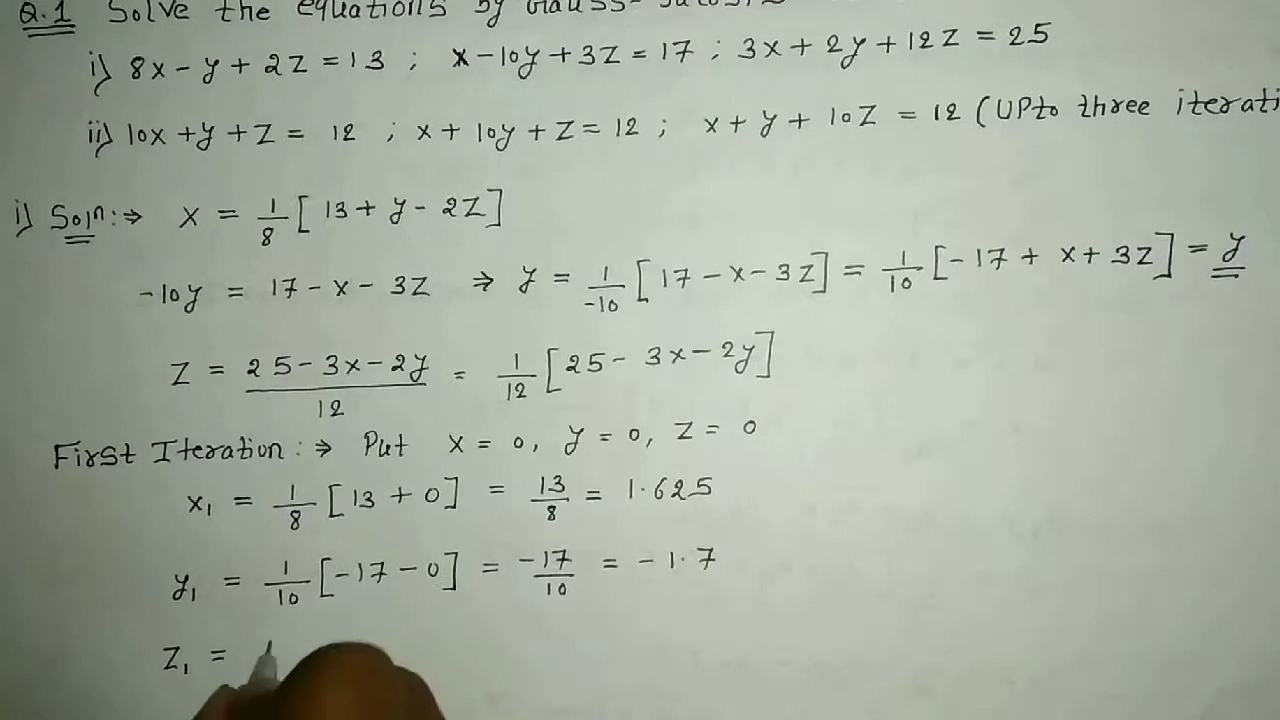 Q.1 Solve the equations by Gauss-
i) 8x - y + 2z = 13 ; x - 10y + 3z = 17 ; 3x + 2y + 12z = 25
ii) 10x + y + z = 12 ; x + 10y + z = 12 ; x + y + 10z = 12 (UPto three iterati
i) Soln :⇒ x = 1/8 [13 + y - 2z]
-10y = 17 - x - 3z ⇒ y = 1/-10 [17 - x - 3z] = 1/10 [-17 + x + 3z] = y
z = 25 - 3x - 2y / 12 = 1/12 [25 - 3x - 2y]
First Iteration :⇒ Put x = 0, y = 0, z = 0
x₁ = 1/8 [13 + 0] = 13/8 = 1.625
y₁ = 1/10 [-17 - 0] = -17/10 = -1.7
z₁ =